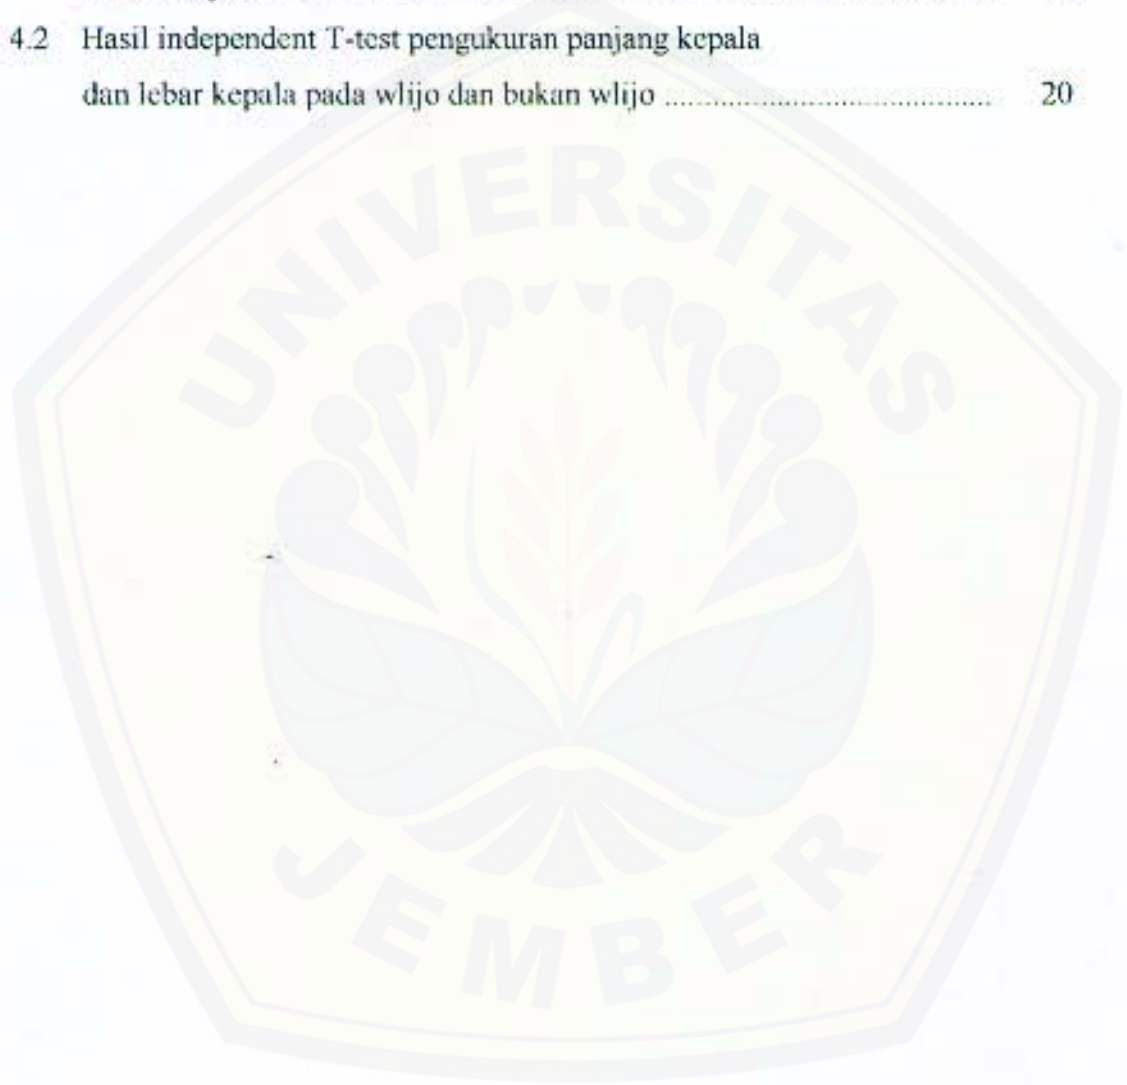 4.2 Hasil independent T-test pengukuran panjang kepala
dan lebar kepala pada wlijo dan bukan wlijo ........................................ 20
UNIVERSITAS
JEMBER